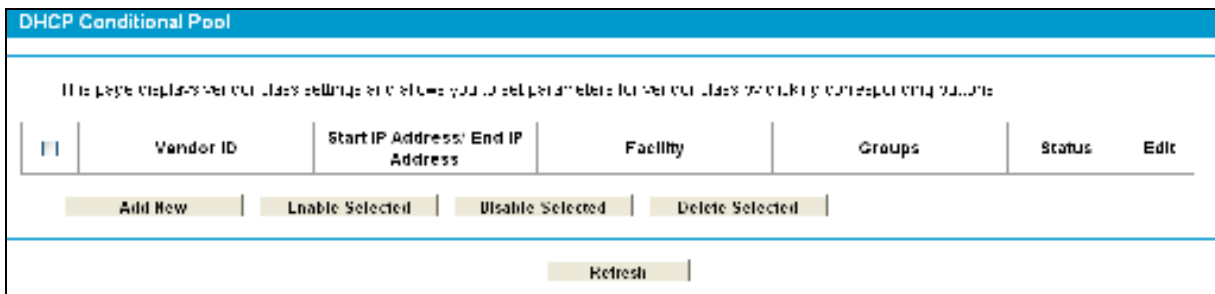 DHCP Conditional Pool
This page displays vendor class settings and allows you to set parameters for vendor class by clicking corresponding buttons
Vendor ID
Start IP Address/ End IP
Address
Facility
Groups
Status
Edit
Add New
Enable Selected
Disable Selected
Delete Selected
Refresh